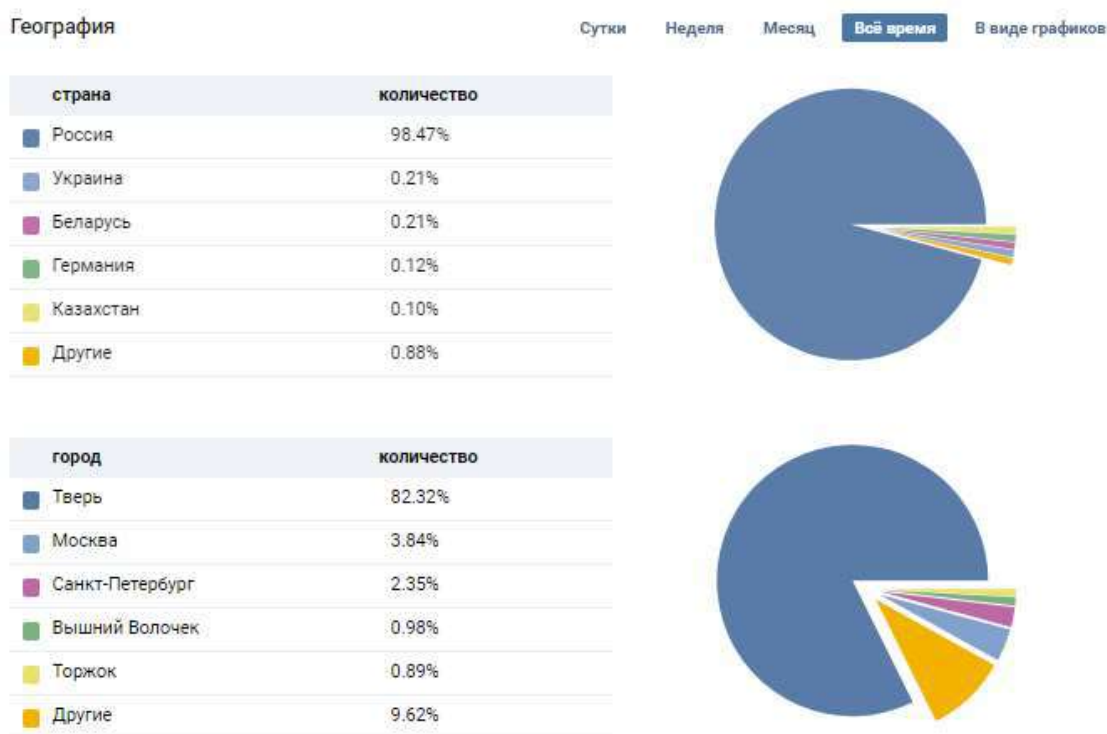 География Сутки Неделя Месяц Всё время В виде графиков
страна количество
Россия 98.47%
Украина 0.21%
Беларусь 0.21%
Германия 0.12%
Казахстан 0.10%
Другие 0.88%
город количество
Тверь 82.32%
Москва 3.84%
Санкт-Петербург 2.35%
Вышний Волочек 0.98%
Торжок 0.89%
Другие 9.62%